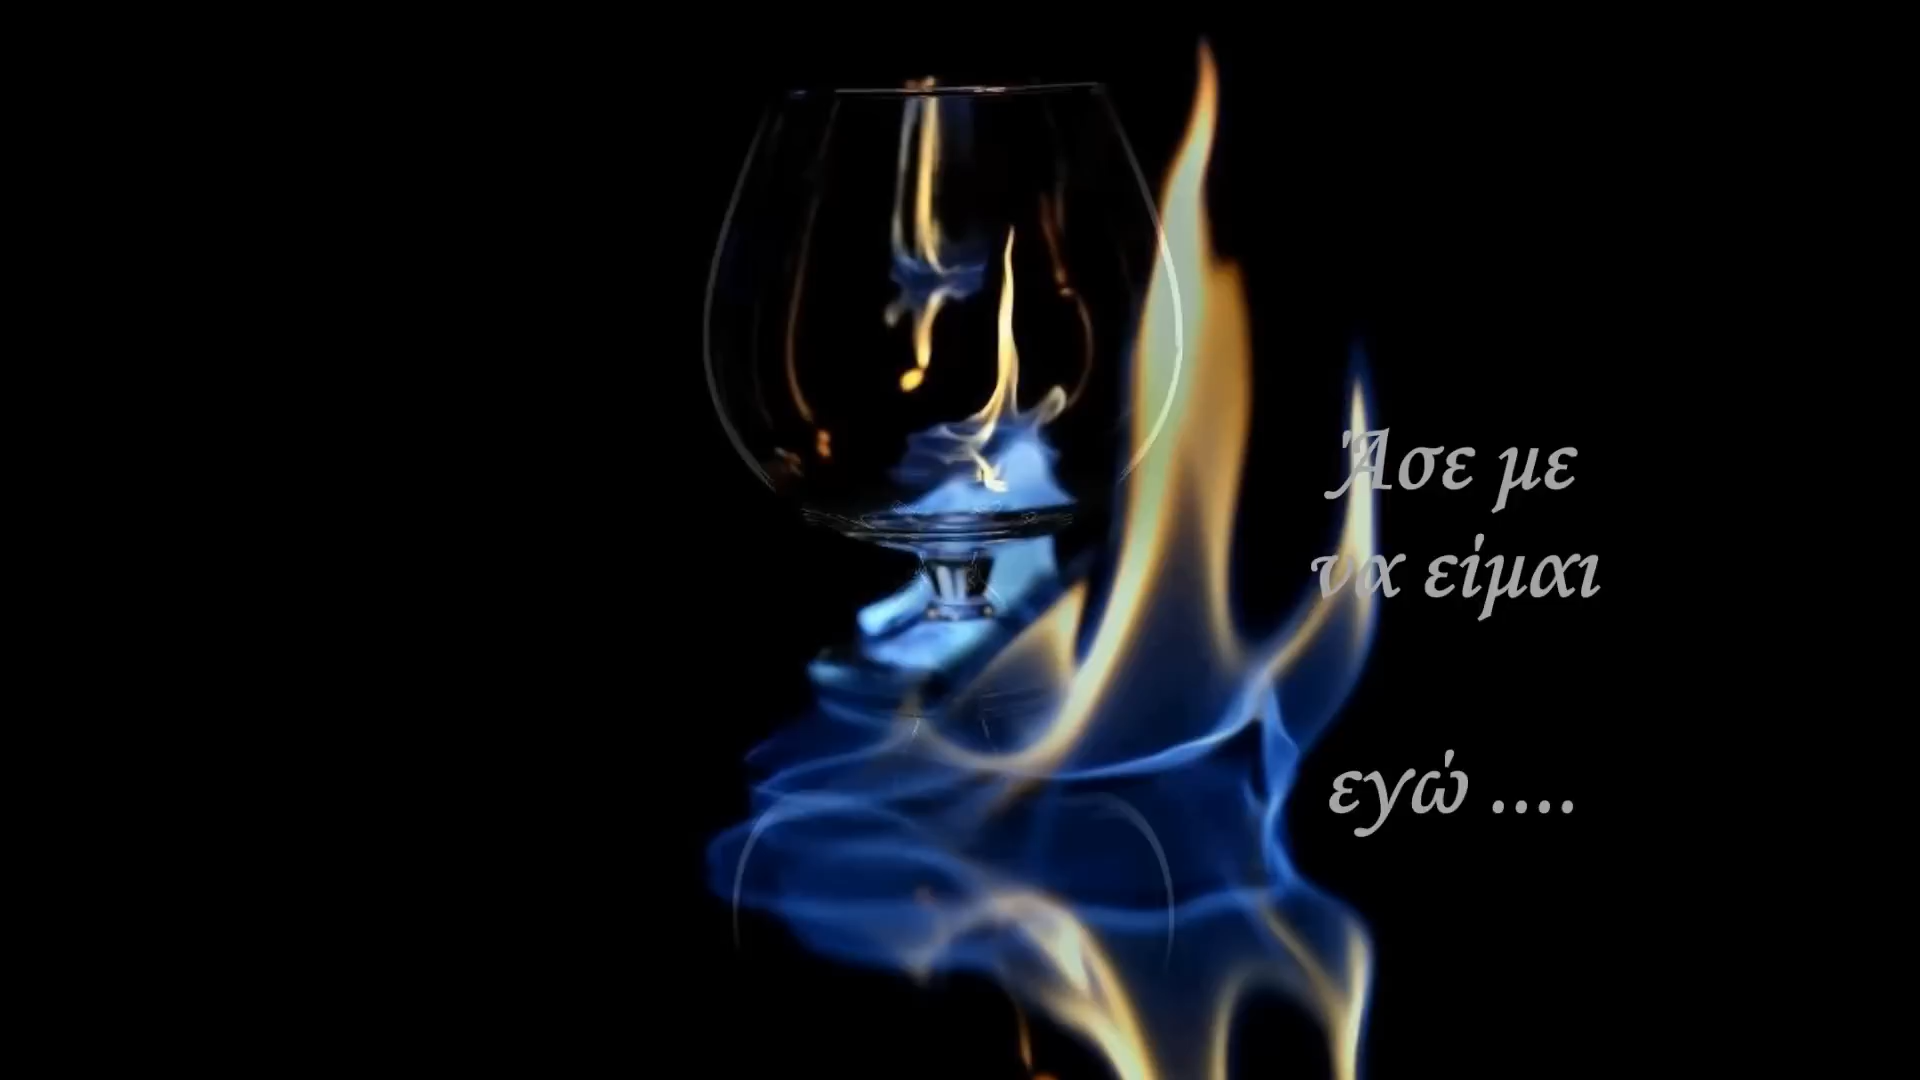 Άσε με
να είμαι
εγώ ....